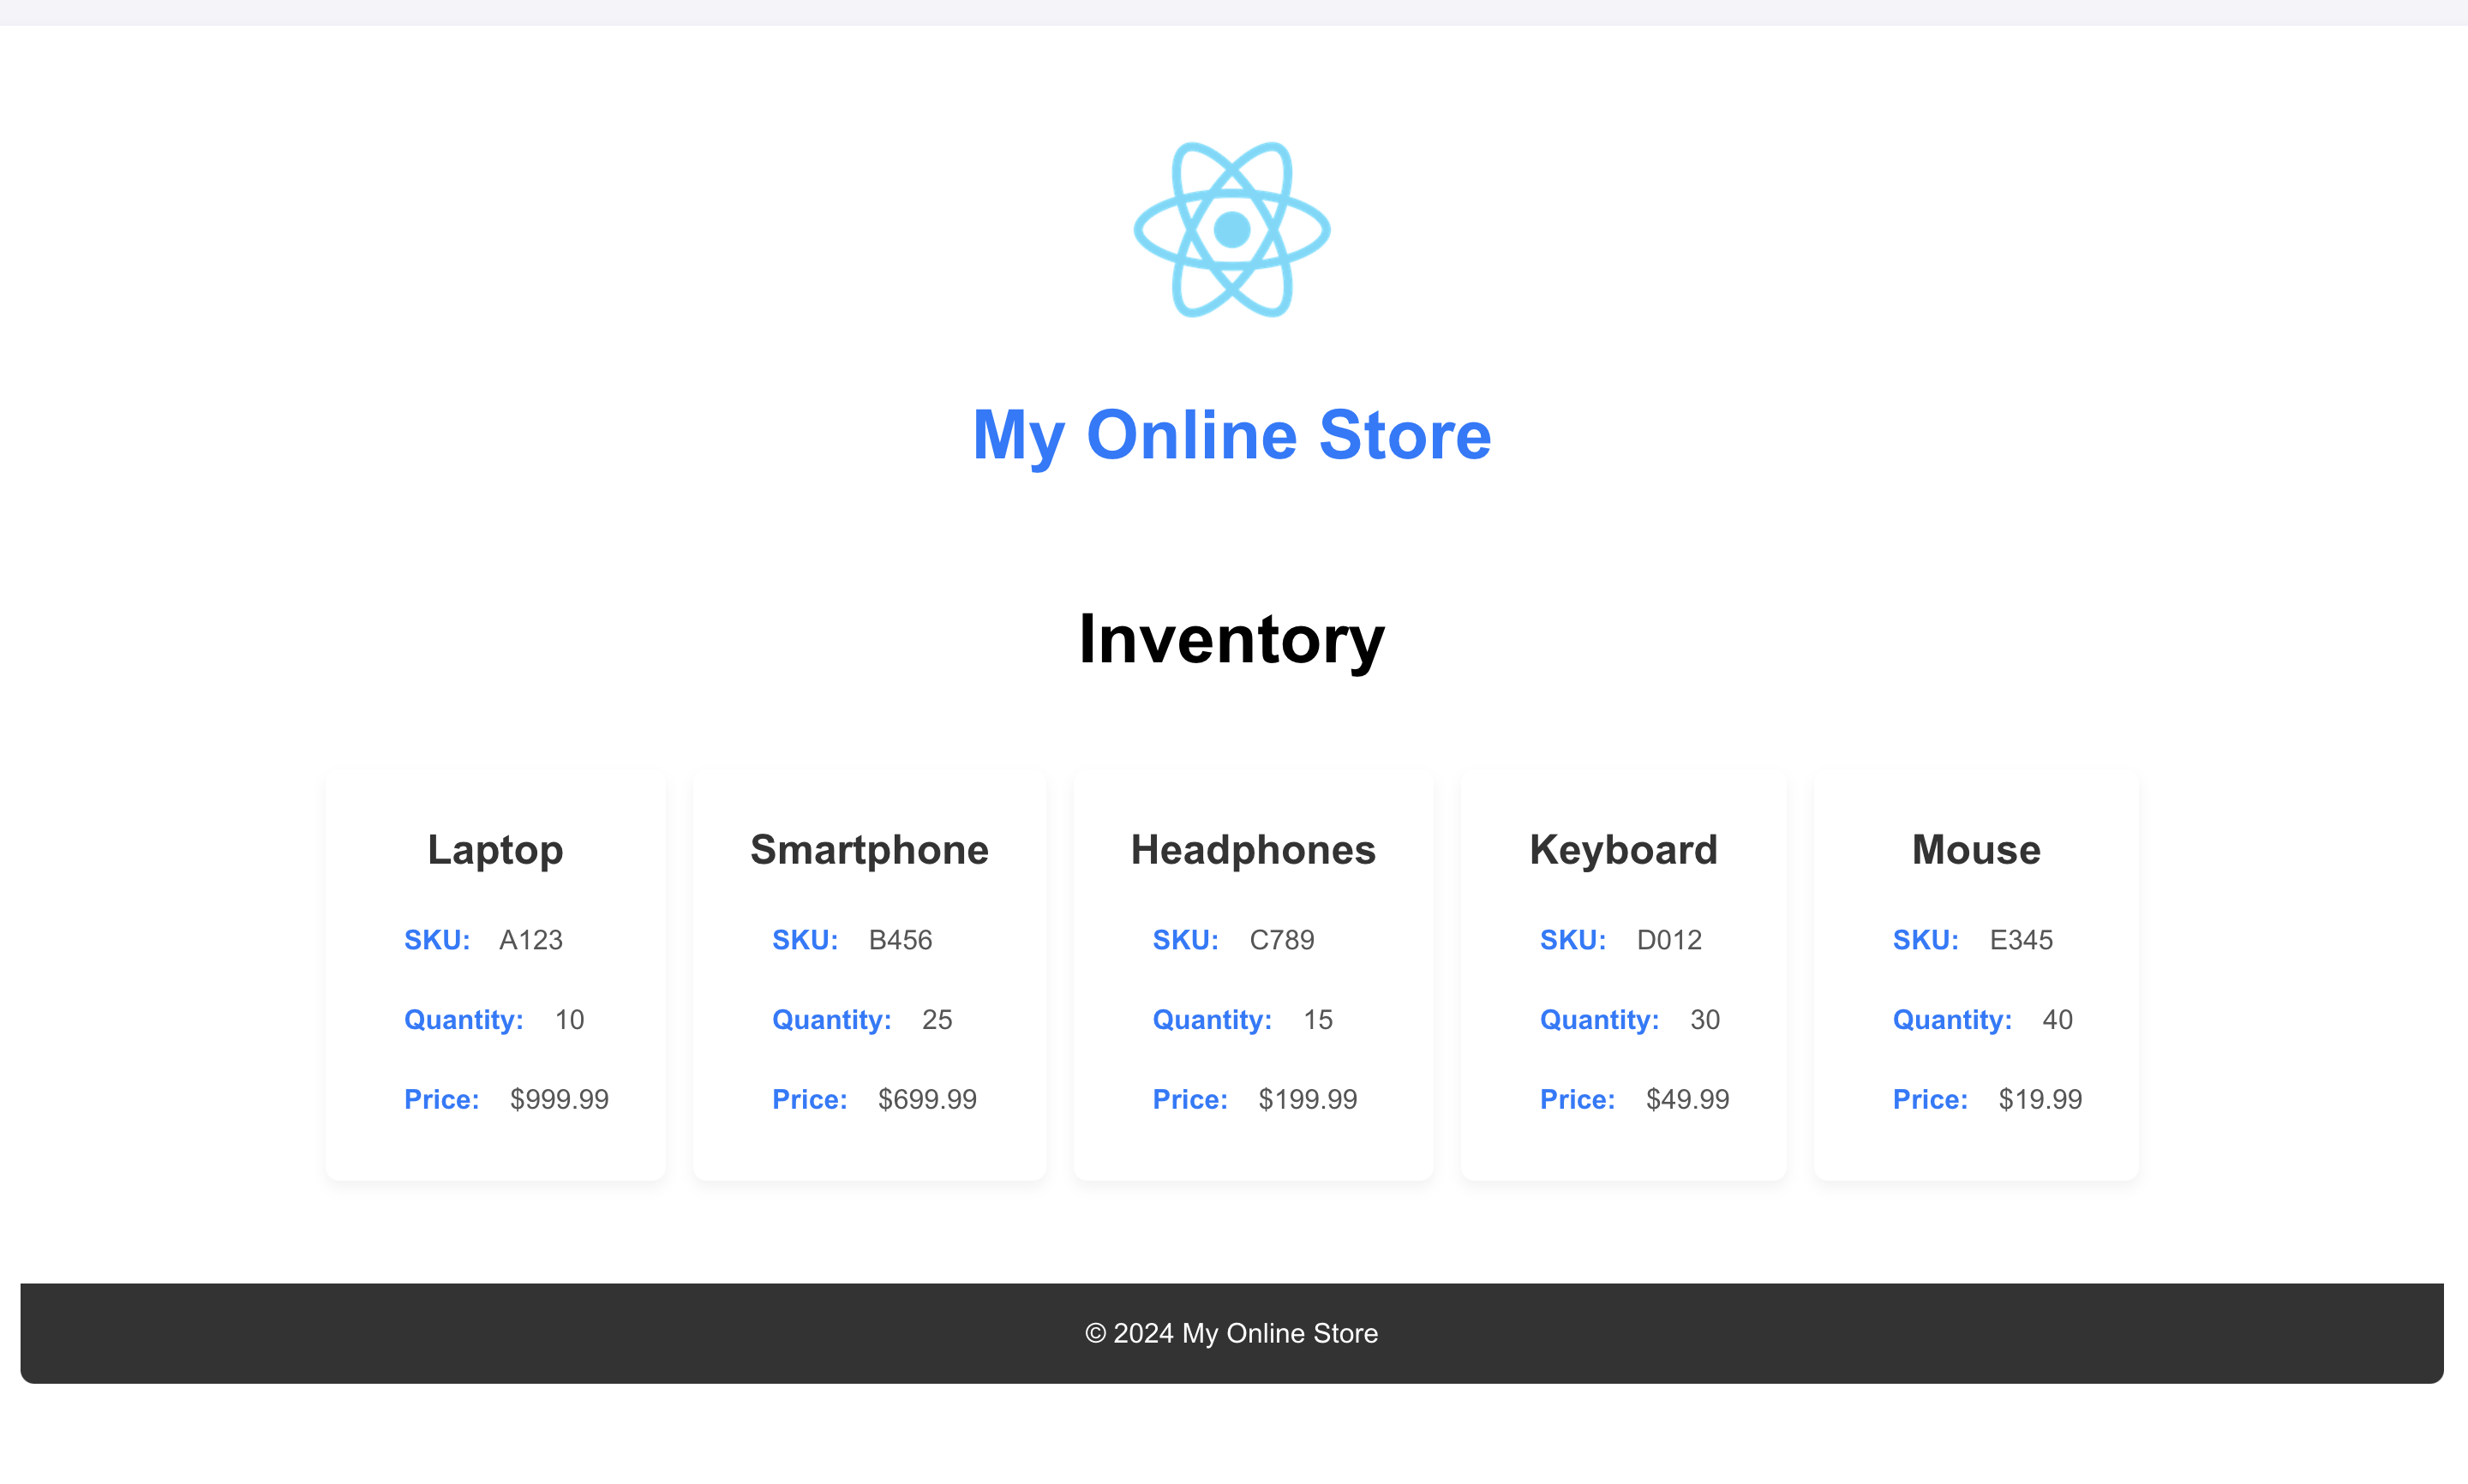 My Online Store
Inventory
Laptop
SKU: A123
Quantity: 10
Price: $999.99
Smartphone
SKU: B456
Quantity: 25
Price: $699.99
Headphones
SKU: C789
Quantity: 15
Price: $199.99
Keyboard
SKU: D012
Quantity: 30
Price: $49.99
Mouse
SKU: E345
Quantity: 40
Price: $19.99
© 2024 My Online Store